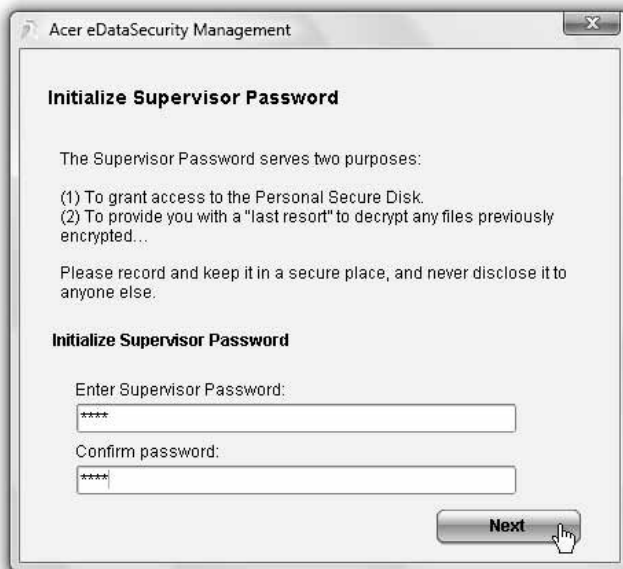 Acer eDataSecurity Management
X
Initialize Supervisor Password
The Supervisor Password serves two purposes:
(1) To grant access to the Personal Secure Disk.
(2) To provide you with a "last resort" to decrypt any files previously
encrypted...
Please record and keep it in a secure place, and never disclose it to
anyone else.
Initialize Supervisor Password
Enter Supervisor Password:
****
Confirm password:
****
Next